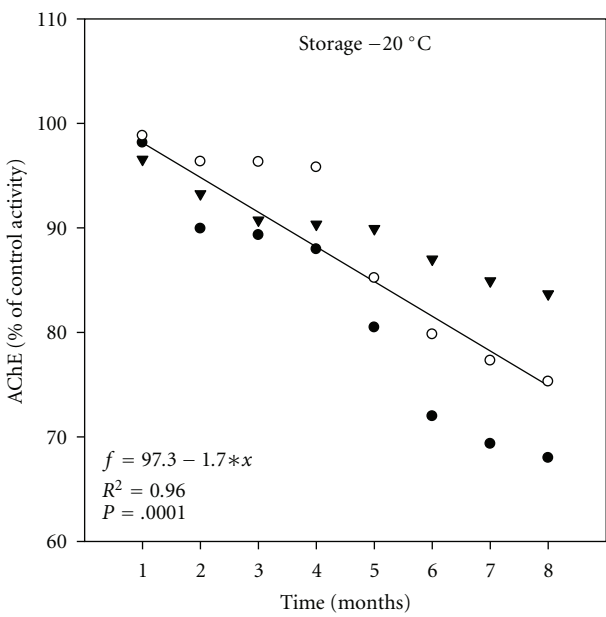 Storage −20 °C
110
100
90
80
70
60
AChE (% of control activity)
f = 97.3 − 1.7∗x
R² = 0.96
P = .0001
1 2 3 4 5 6 7 8
Time (months)